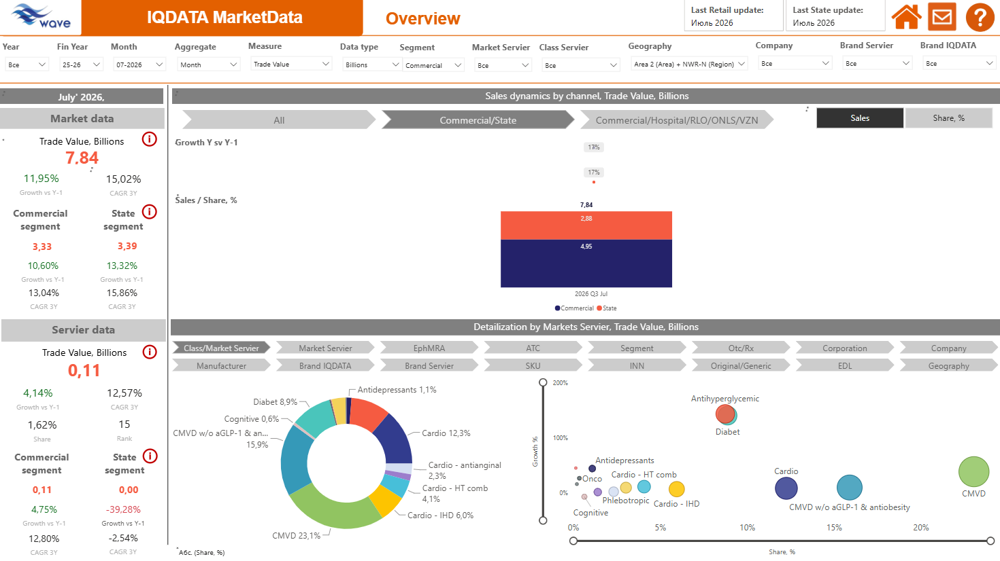 wave
IQDATA MarketData
Overview
Last Retail update:
Июль 2026
Last State update:
Июль 2026
Year
Fin Year
Month
Aggregate
Measure
Data type
Segment
Market Servier
Class Servier
Geography
Company
Brand Servier
Brand IQDATA
Все
25-26
07-2026
Month
Trade Value
Billions
Commercial
Все
Все
Area 2 (Area) + NWR-N (Region)
Все
Все
Все
July' 2026,
Market data
Trade Value, Billions
7,84
11,95%
Growth vs Y-1
15,02%
CAGR 3Y
Commercial
segment
State
segment
3,33
3,39
10,60%
Growth vs Y-1
13,32%
Growth vs Y-1
13,04%
CAGR 3Y
15,86%
CAGR 3Y
Servier data
Trade Value, Billions
0,11
4,14%
Growth vs Y-1
12,57%
CAGR 3Y
1,62%
Share
15
Rank
Commercial
segment
State
segment
0,11
0,00
4,75%
Growth vs Y-1
-39,28%
Growth vs Y-1
12,80%
CAGR 3Y
-2,54%
CAGR 3Y
Sales dynamics by channel, Trade Value, Billions
All
Commercial/State
Commercial/Hospital/RLO/ONLS/VZN
Sales
Share, %
Growth Y sv Y-1
17%
Sales / Share, %
7,84
2,88
4,95
2026 Q3 Jul
Commercial
State
Detailization by Markets Servier, Trade Value, Billions
Class/Market Servier
Market Servier
EphMRA
ATC
Segment
Otc/Rx
Corporation
Company
Manufacturer
Brand IQDATA
Brand Servier
SKU
INN
Original/Generic
EDL
Geography
Antidepressants 1,1%
Diabet 8,9%
Cognitive 0,6%
CMVD w/o aGLP-1 & an...
15,9%
Cardio 12,3%
Cardio - antianginal
2,3%
Cardio - HT comb
4,1%
Cardio - IHD 6,0%
CMVD 23,1%
Абс. (Share, %)
200%
100%
0%
Growth %
Antihyperglycemic
Diabet
Antidepressants
Onco
Cardio - HT comb
Phlebotropic
Cardio - IHD
Cognitive
Cardio
CMVD w/o aGLP-1 & antiobesity
CMVD
0%
5%
10%
15%
20%
Share, %